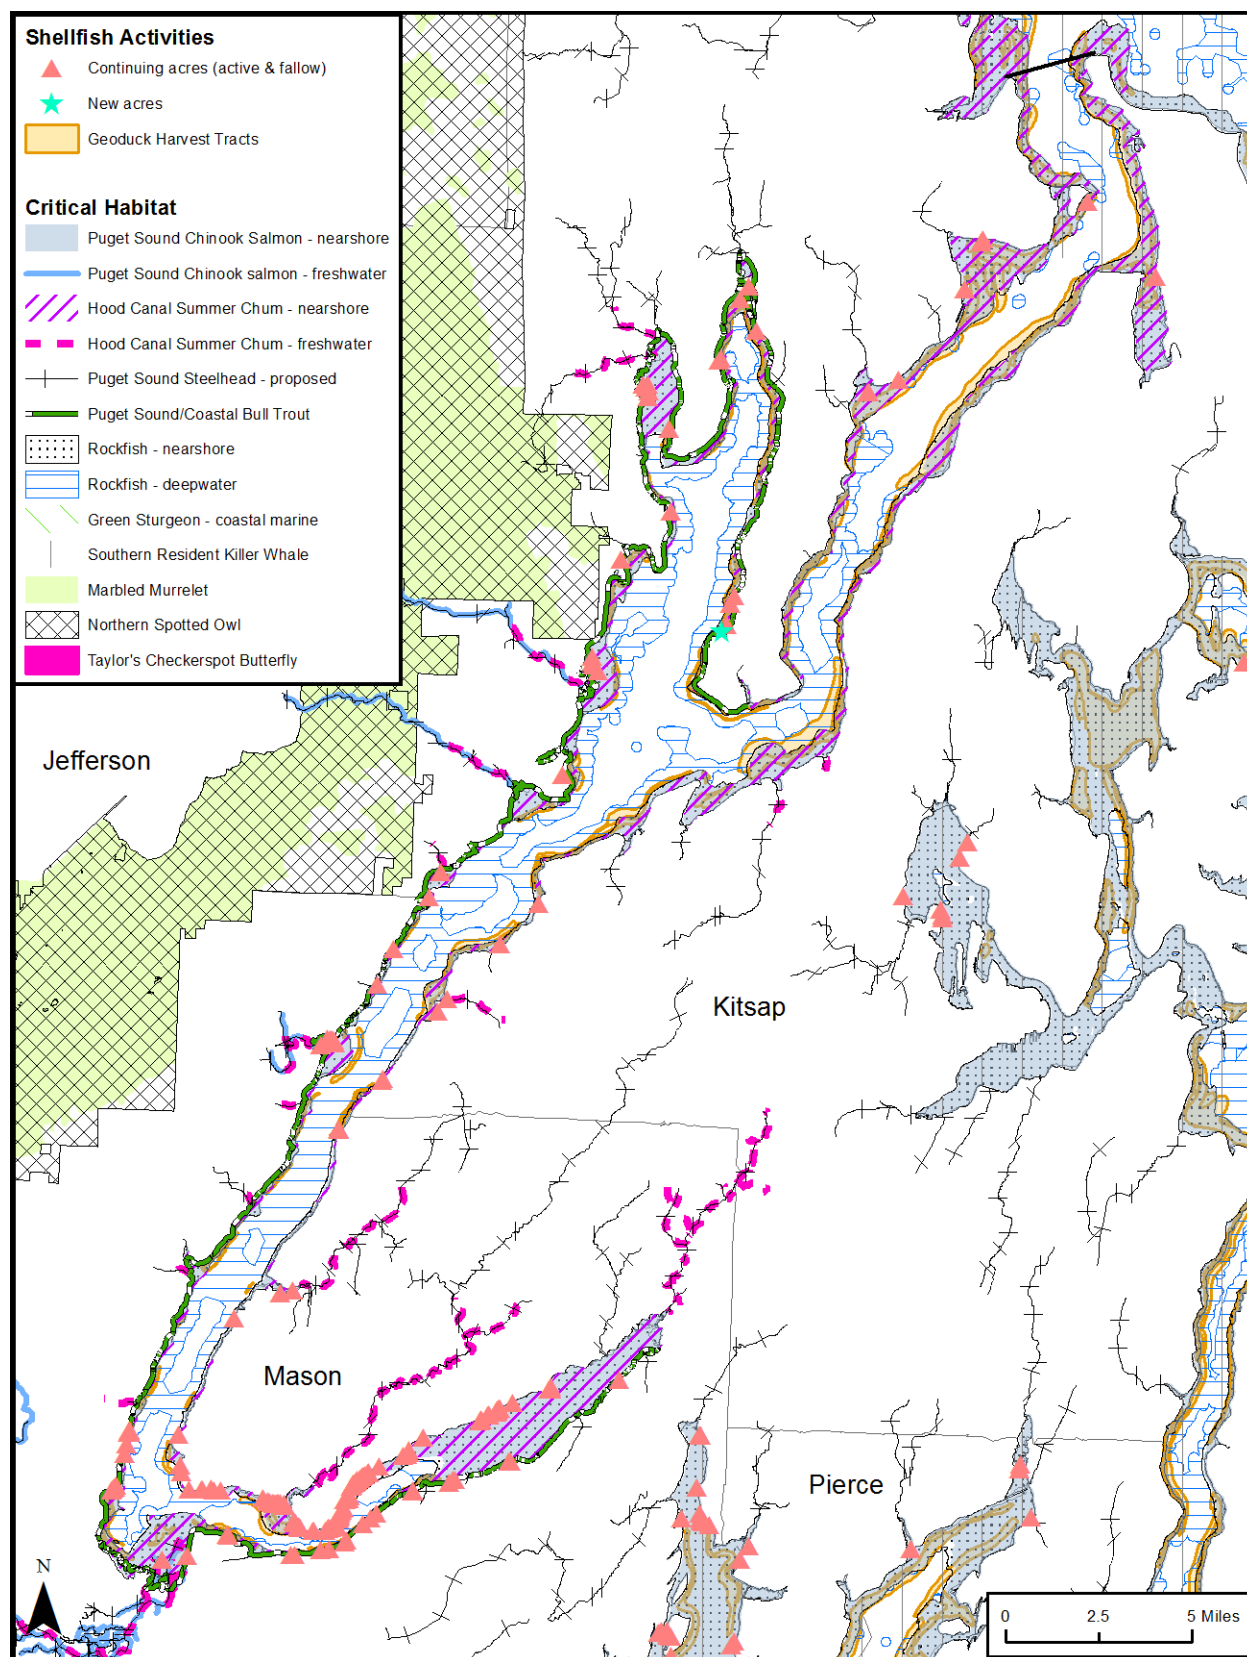 Shellfish Activities
Continuing acres (active & fallow)
New acres
Geoduck Harvest Tracts
Critical Habitat
Puget Sound Chinook Salmon - nearshore
Puget Sound Chinook salmon - freshwater
Hood Canal Summer Chum - nearshore
Hood Canal Summer Chum - freshwater
Puget Sound Steelhead - proposed
Puget Sound/Coastal Bull Trout
Rockfish - nearshore
Rockfish - deepwater
Green Sturgeon - coastal marine
Southern Resident Killer Whale
Marbled Murrelet
Northern Spotted Owl
Taylor's Checkerspot Butterfly
Jefferson
Kitsap
Mason
Pierce
N
0 2.5 5 Miles